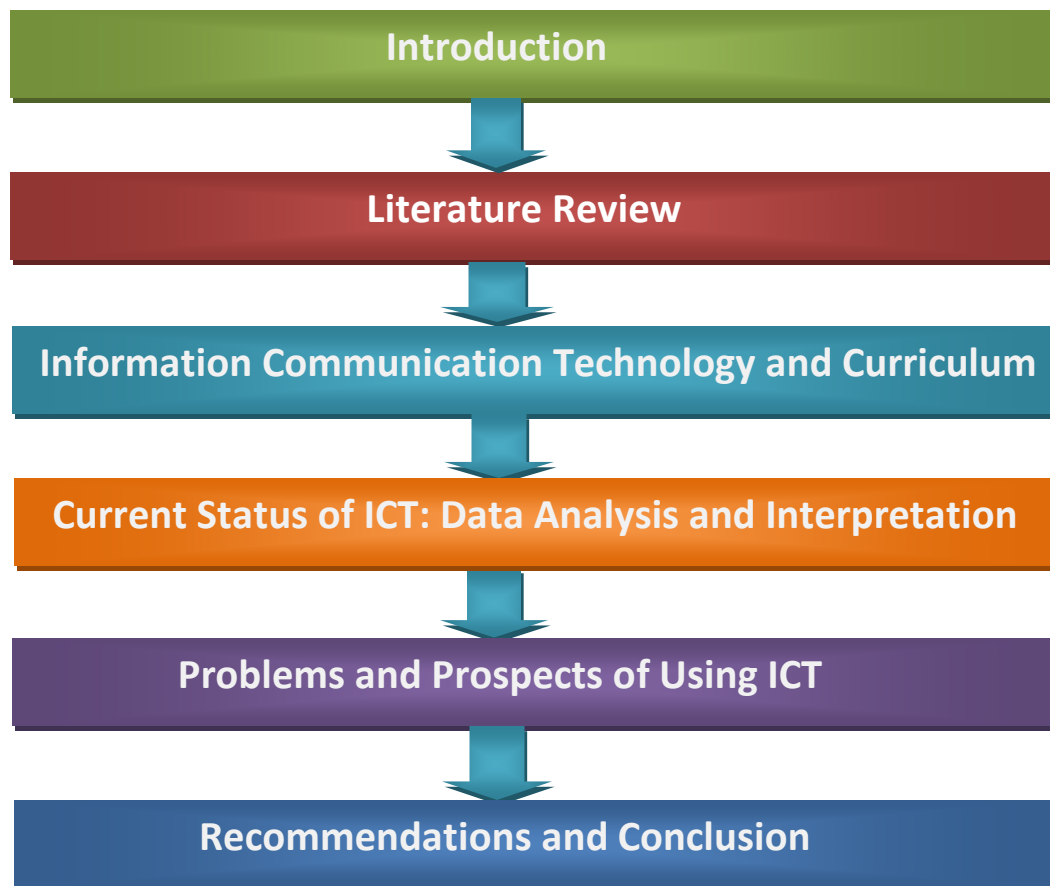 Introduction
Literature Review
Information Communication Technology and Curriculum
Current Status of ICT: Data Analysis and Interpretation
Problems and Prospects of Using ICT
Recommendations and Conclusion